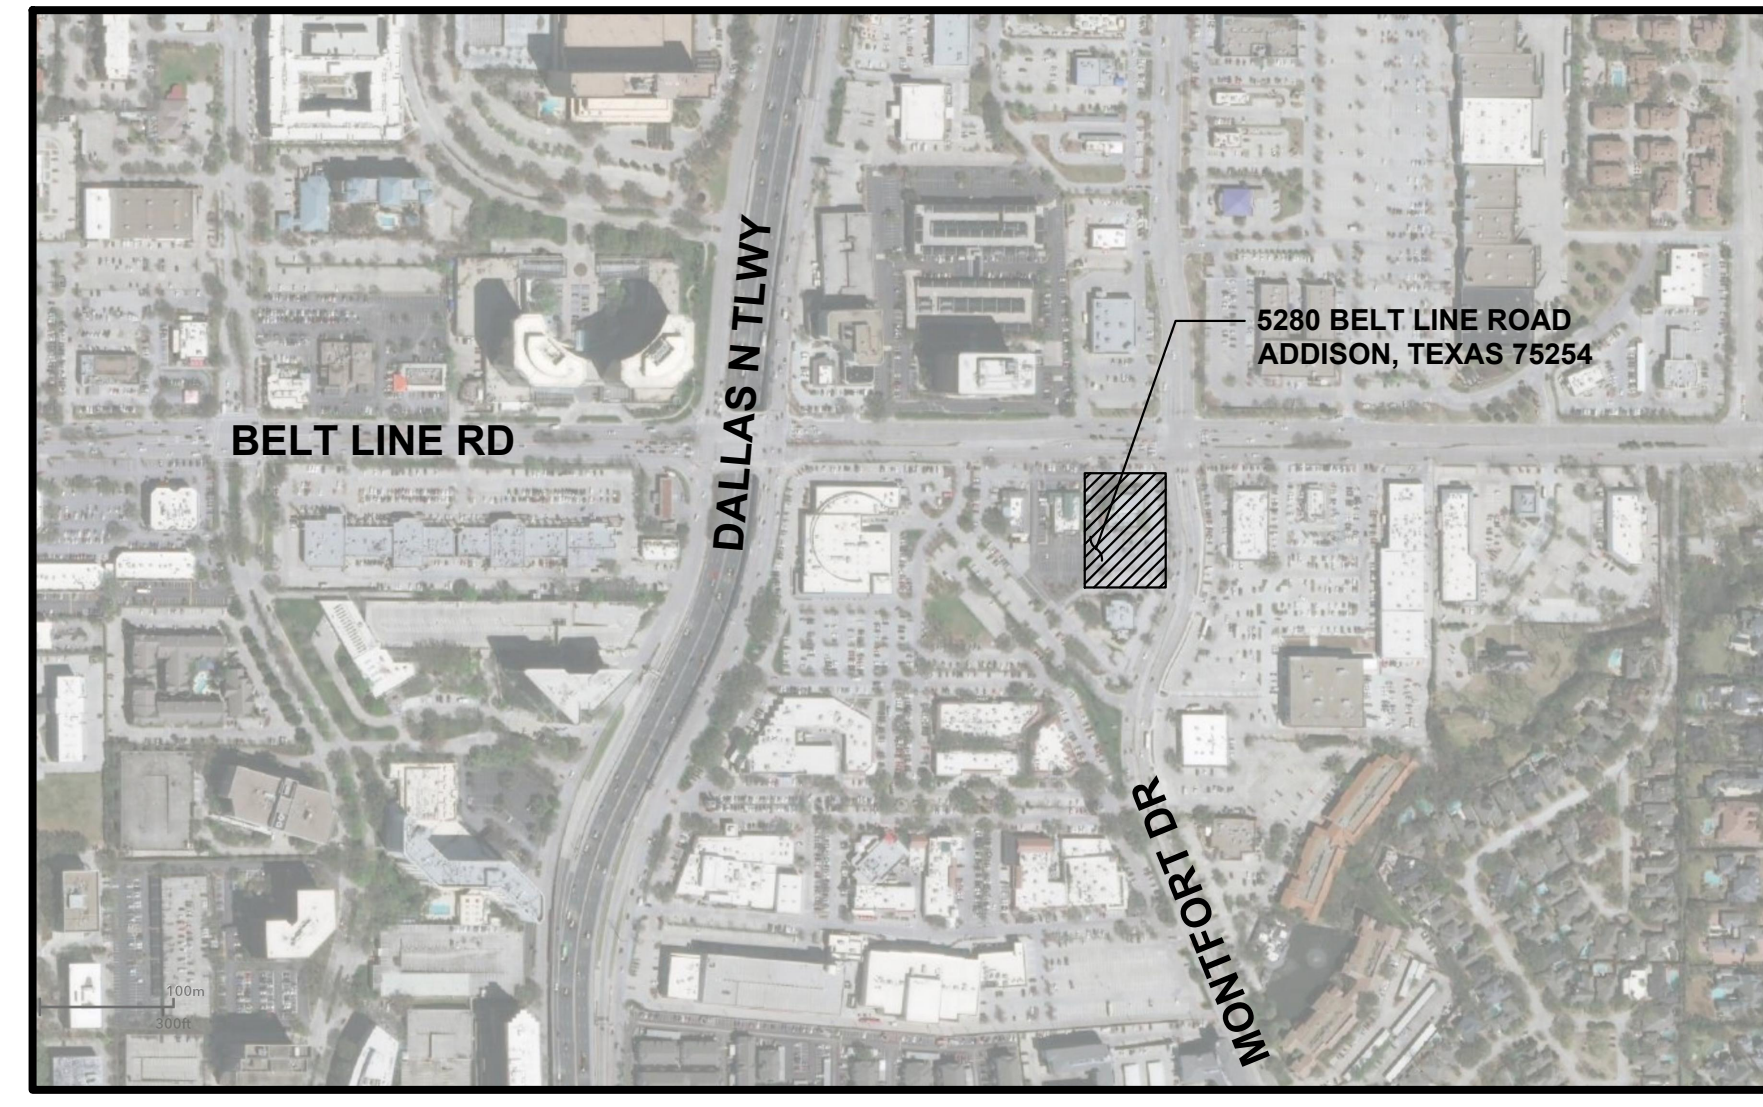 DALLAS N TLWY
5280 BELT LINE ROAD
ADDISON, TEXAS 75254
BELT LINE RD
MONTFORT DR
100m
300ft